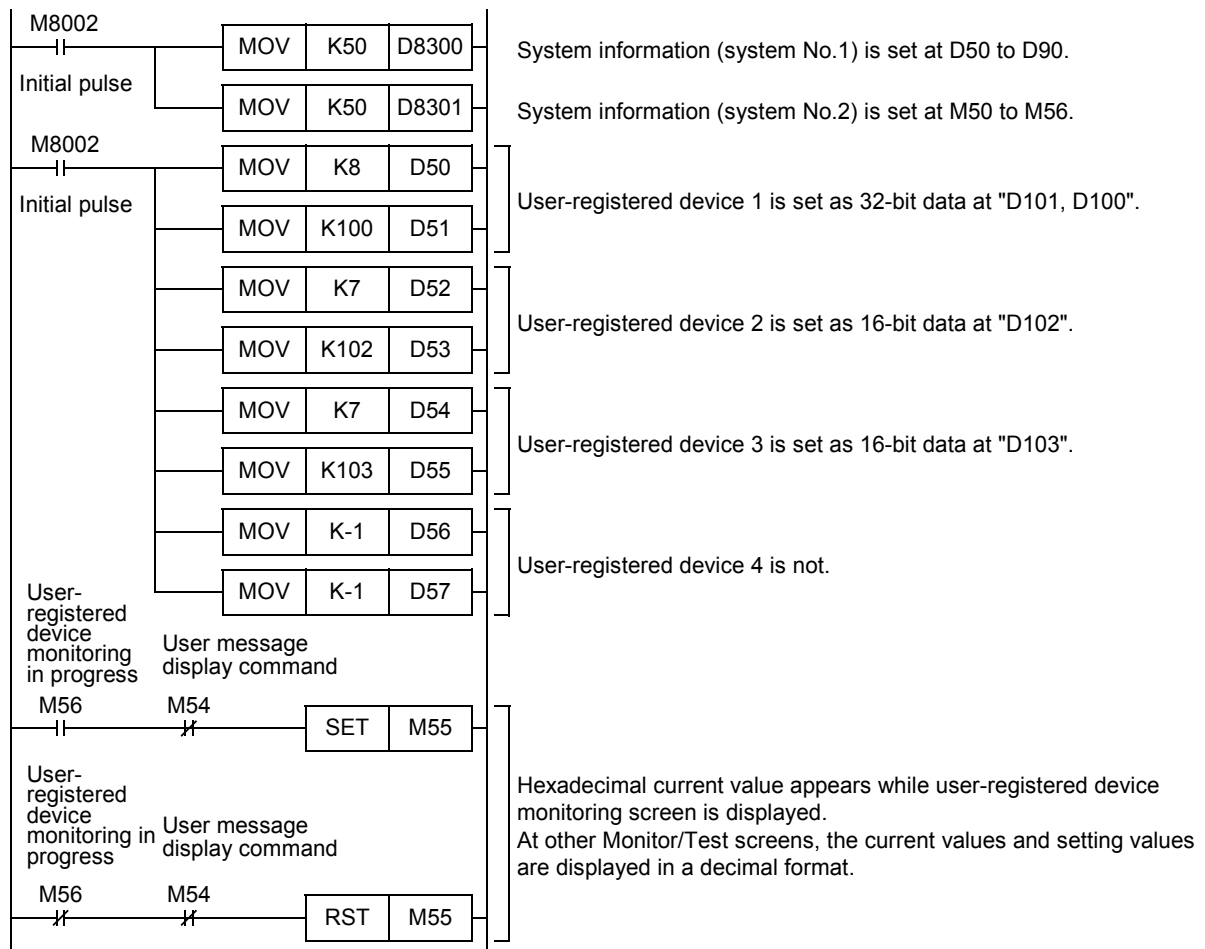 M8002
MOV K50 D8300
System information (system No.1) is set at D50 to D90.
Initial pulse
MOV K50 D8301
System information (system No.2) is set at M50 to M56.
M8002
MOV K8 D50
Initial pulse
User-registered device 1 is set as 32-bit data at "D101, D100".
MOV K100 D51
MOV K7 D52
User-registered device 2 is set as 16-bit data at "D102".
MOV K102 D53
MOV K7 D54
User-registered device 3 is set as 16-bit data at "D103".
MOV K103 D55
MOV K-1 D56
User-registered device 4 is not.
MOV K-1 D57
User-
registered
device
monitoring
in progress
User message
display command
M56 M54
SET M55
User-
registered
device
monitoring in
progress
User message
display command
Hexadecimal current value appears while user-registered device
monitoring screen is displayed.
At other Monitor/Test screens, the current values and setting values
are displayed in a decimal format.
M56 M54
RST M55